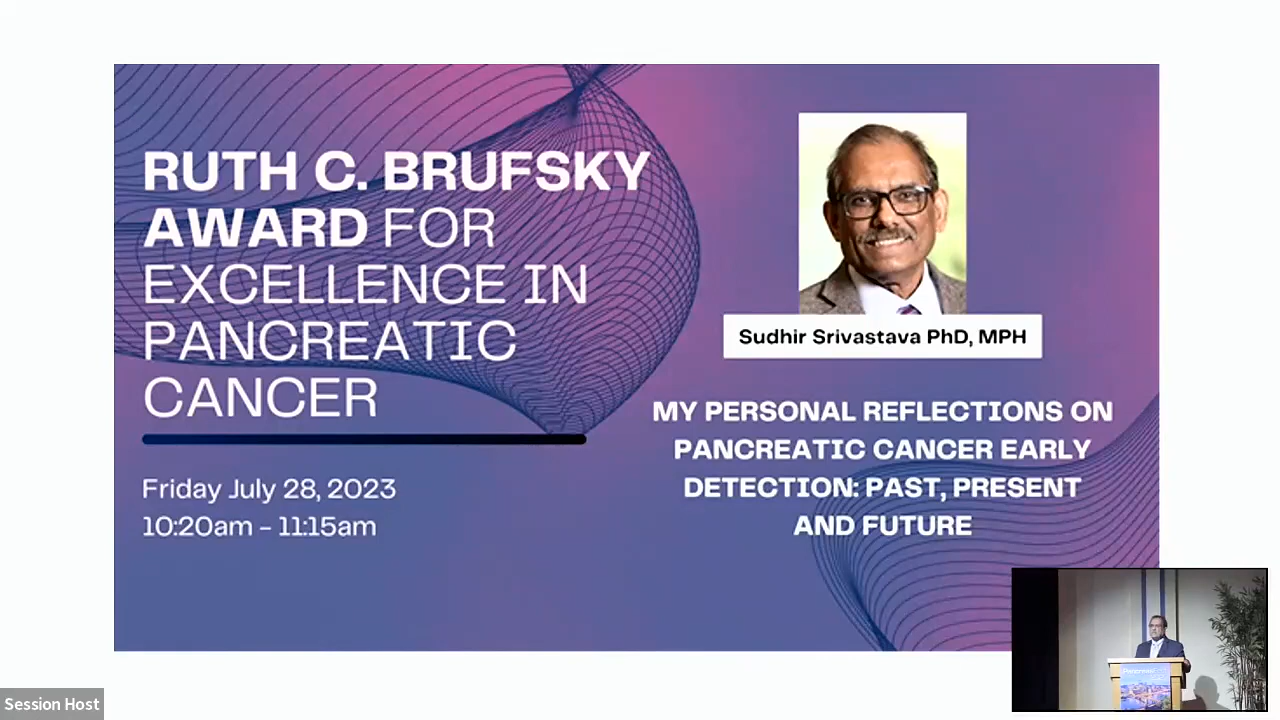 RUTH C. BRUFSKY
AWARD FOR
EXCELLENCE IN
PANCREATIC
CANCER
Friday July 28, 2023
10:20am - 11:15am
Sudhir Srivastava PhD, MPH
MY PERSONAL REFLECTIONS ON
PANCREATIC CANCER EARLY
DETECTION: PAST, PRESENT
AND FUTURE
Session Host